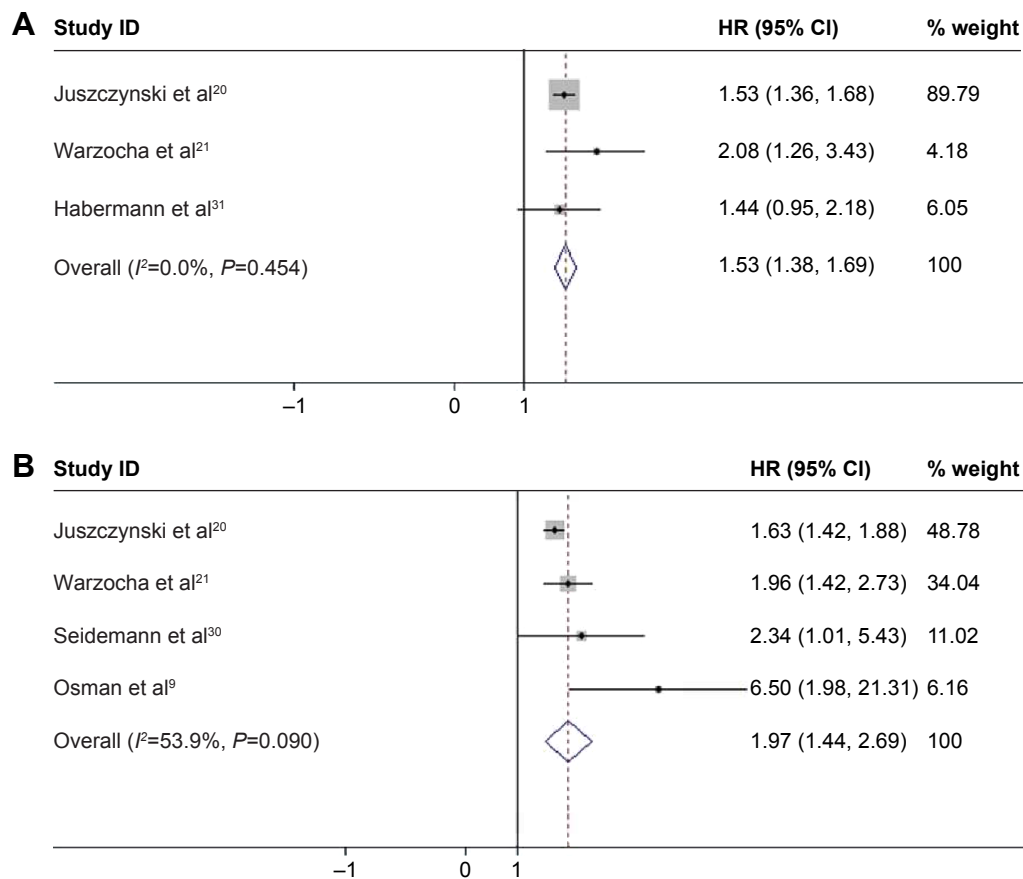 A Study ID HR (95% CI) % weight
Juszczynski et al20 1.53 (1.36, 1.68) 89.79
Warzocha et al21 2.08 (1.26, 3.43) 4.18
Habermann et al31 1.44 (0.95, 2.18) 6.05
Overall (I2=0.0%, P=0.454) 1.53 (1.38, 1.69) 100
–1 0 1
B Study ID HR (95% CI) % weight
Juszczynski et al20 1.63 (1.42, 1.88) 48.78
Warzocha et al21 1.96 (1.42, 2.73) 34.04
Seidemann et al30 2.34 (1.01, 5.43) 11.02
Osman et al9 6.50 (1.98, 21.31) 6.16
Overall (I2=53.9%, P=0.090) 1.97 (1.44, 2.69) 100
–1 0 1